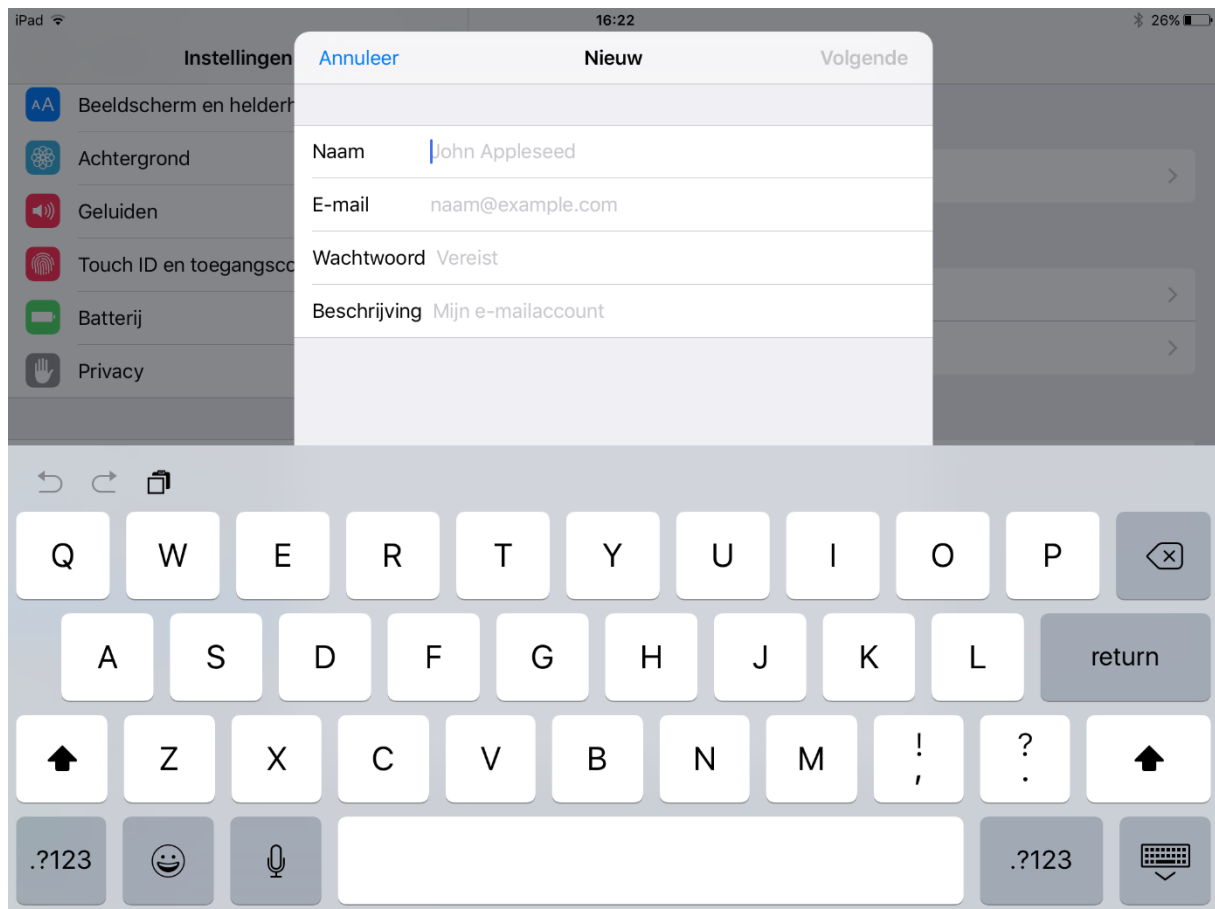 iPad 16:22 26%
Instellingen
Annuleer Nieuw Volgende
AA Beeldscherm en helderh
Achtergrond
Geluiden
Touch ID en toegangsco
Batterij
Privacy
Naam John Appleseed
E-mail naam@example.com
Wachtwoord Vereist
Beschrijving Mijn e-mailaccount
Q W E R T Y U I O P
A S D F G H J K L return
Z X C V B N M ! , ? .
.?123 .?123